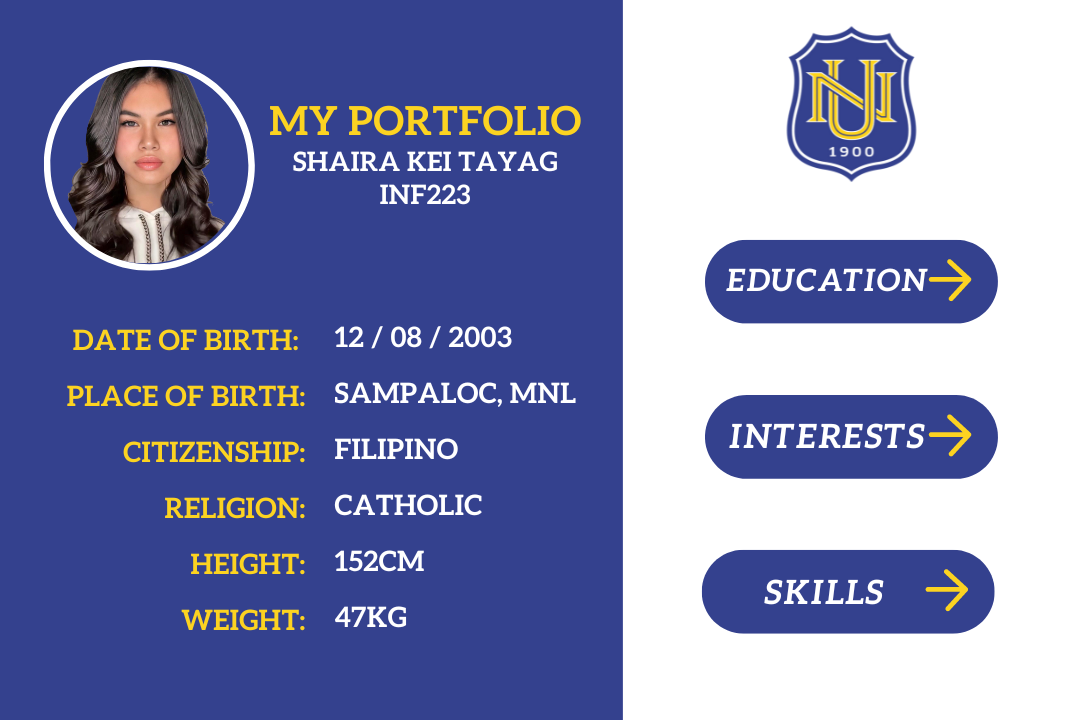 MY PORTFOLIO
SHAIRA KEI TAYAG
INF223
DATE OF BIRTH: 12 / 08 / 2003
PLACE OF BIRTH: SAMPALOC, MNL
CITIZENSHIP: FILIPINO
RELIGION: CATHOLIC
HEIGHT: 152CM
WEIGHT: 47KG
NU
1900
EDUCATION
INTERESTS
SKILLS